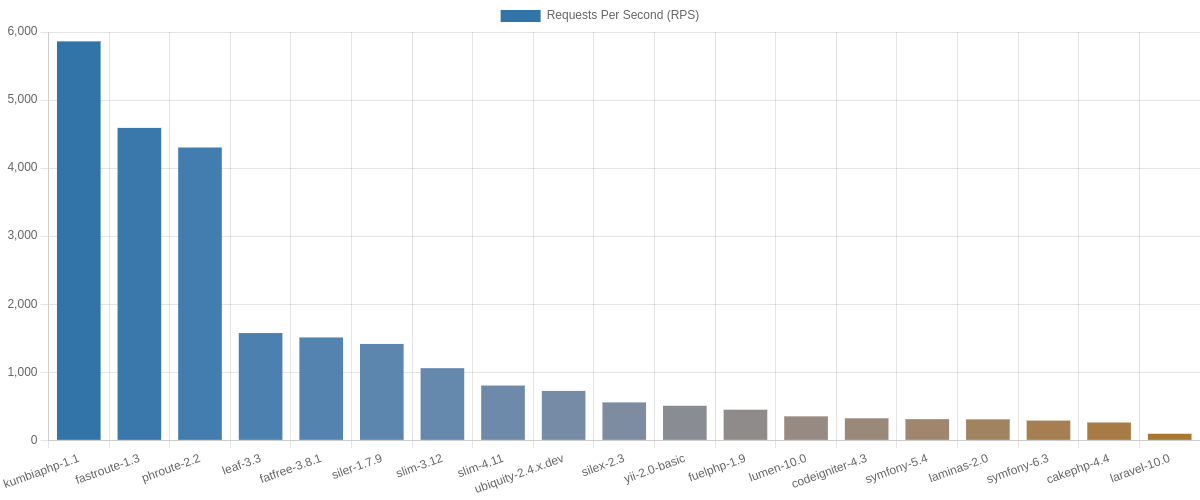 Requests Per Second (RPS)
6,000
5,000
4,000
3,000
2,000
1,000
0
kumbiaphp-1.1
fastroute-1.3
phroute-2.2
leaf-3.3
fatfree-3.8.1
siler-1.7.9
slim-3.12
slim-4.11
ubiquity-2.4.x.dev
silex-2.3
yii-2.0-basic
fuelphp-1.9
lumen-10.0
codeigniter-4.3
symfony-5.4
laminas-2.0
symfony-6.3
cakephp-4.4
laravel-10.0